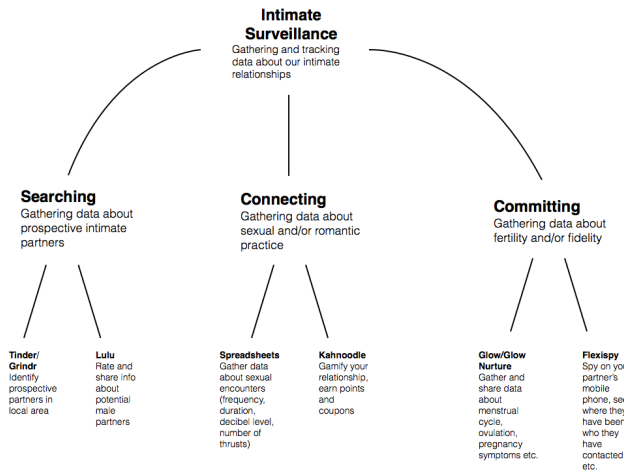 Intimate
Surveillance
Gathering and tracking
data about our intimate
relationships
Searching
Gathering data about
prospective intimate
partners
Connecting
Gathering data about
sexual and/or romantic
practice
Committing
Gathering data about
fertility and/or fidelity
Tinder/
Grindr
Identify
prospective
partners in
local area
Lulu
Rate and
share info
about
potential
male
partners
Spreadsheets
Gather data
about sexual
encounters
(frequency,
duration,
decibel level,
number of
thrusts)
Kahnoodle
Gamify your
relationship,
earn points
and
coupons
Glow/Glow
Nurture
Gather and
share data
about
menstrual
cycle,
ovulation,
pregnancy
symptoms etc.
Flexispy
Spy on your
partner's
mobile
phone, see
where they
have been,
who they
have
contacted
etc.